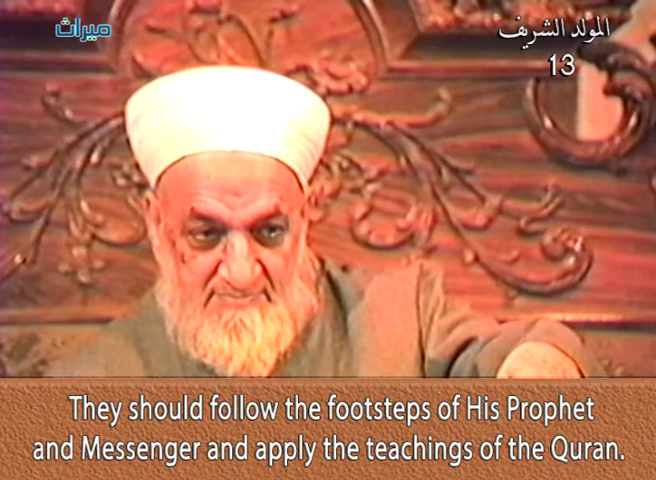 ميراث
المولد الشريف
13
They should follow the footsteps of His Prophet
and Messenger and apply the teachings of the Quran.